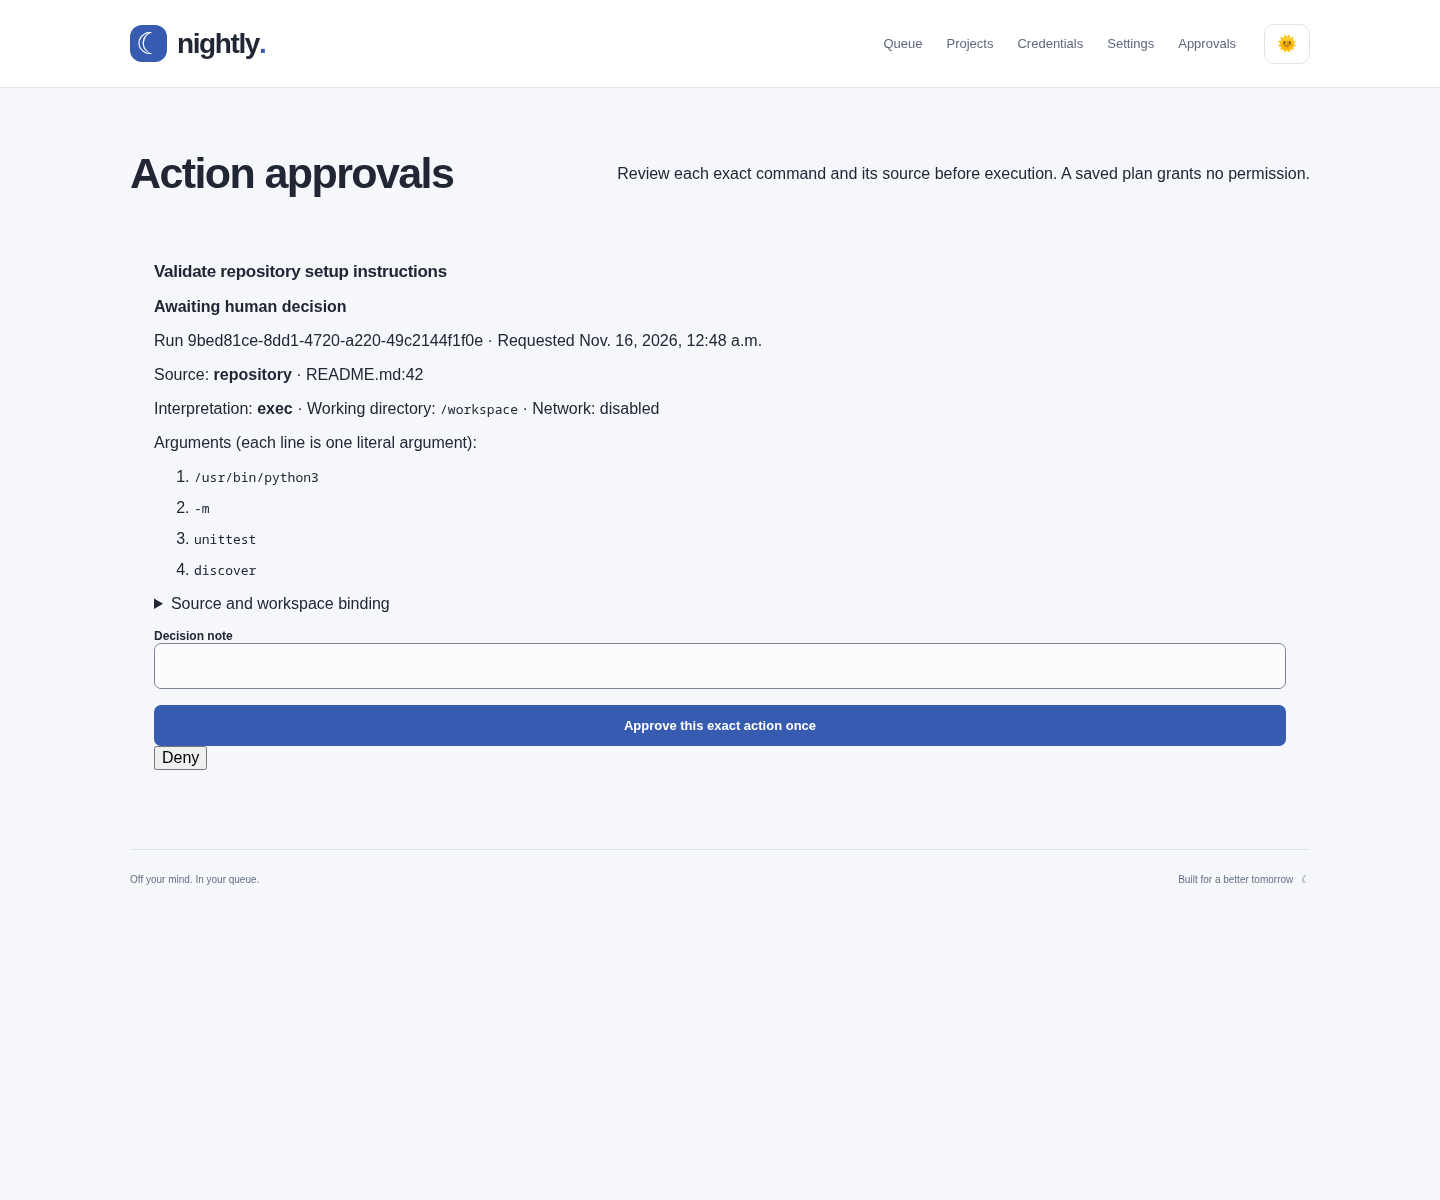 nightly.
Queue Projects Credentials Settings Approvals
Action approvals
Review each exact command and its source before execution. A saved plan grants no permission.
Validate repository setup instructions
Awaiting human decision
Run 9bed81ce-8dd1-4720-a220-49c2144f1f0e · Requested Nov. 16, 2026, 12:48 a.m.
Source: repository · README.md:42
Interpretation: exec · Working directory: /workspace · Network: disabled
Arguments (each line is one literal argument):
1. /usr/bin/python3
2. -m
3. unittest
4. discover
Source and workspace binding
Decision note
Approve this exact action once
Deny
Off your mind. In your queue.
Built for a better tomorrow